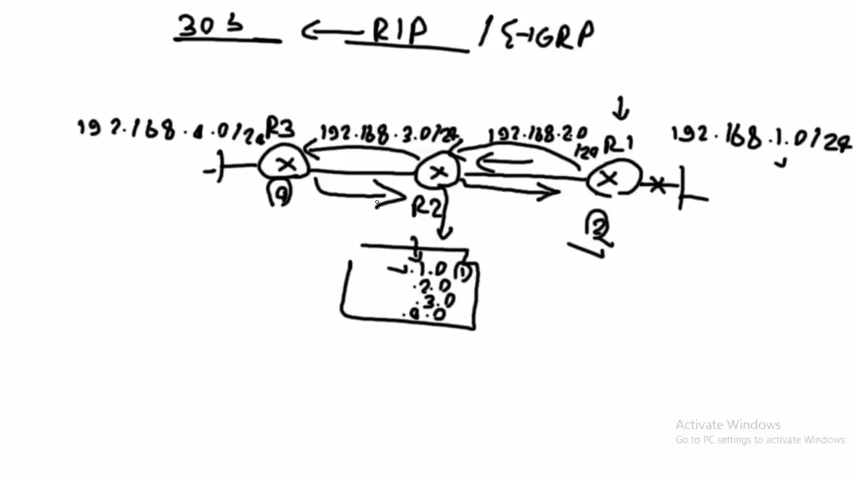 30s ← RIP / EIGRP
192.168.4.0/24 R3 192.168.3.0/24 192.168.2.0 /24 R1 192.168.1.0/24
R2
.1.0 1
.2.0
.3.0
.4.0
Activate Windows
Go to PC settings to activate Windows.